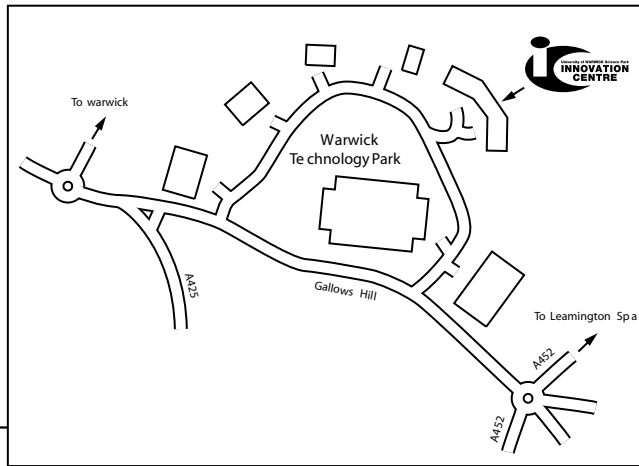 University of WARWICK Science Park
INNOVATION
CENTRE
To warwick
Warwick
Te chnology Park
A425
Gallows Hill
To Leamington Spa
A452
A452